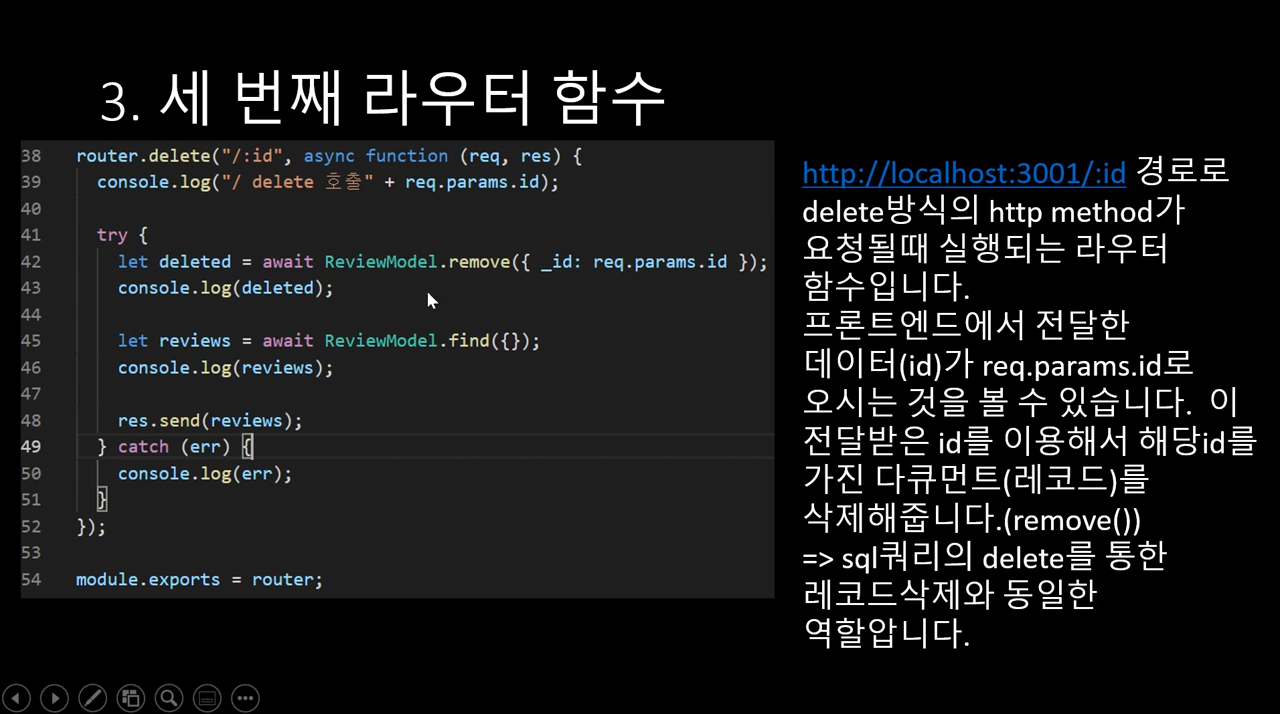 3. 세 번째 라우터 함수
38 router.delete("/:id", async function (req, res) {
39 console.log("/ delete 호출" + req.params.id);
40
41 try {
42 let deleted = await ReviewModel.remove({ _id: req.params.id });
43 console.log(deleted);
44
45 let reviews = await ReviewModel.find({});
46 console.log(reviews);
47
48 res.send(reviews);
49 } catch (err) {
50 console.log(err);
51 }
52 });
53
54 module.exports = router;
http://localhost:3001/:id 경로로
delete방식의 http method가
요청될때 실행되는 라우터
함수입니다.
프론트엔드에서 전달한
데이터(id)가 req.params.id로
오시는 것을 볼 수 있습니다. 이
전달받은 id를 이용해서 해당id를
가진 다큐먼트(레코드)를
삭제해줍니다.(remove())
=> sql쿼리의 delete를 통한
레코드삭제와 동일한
역할압니다.